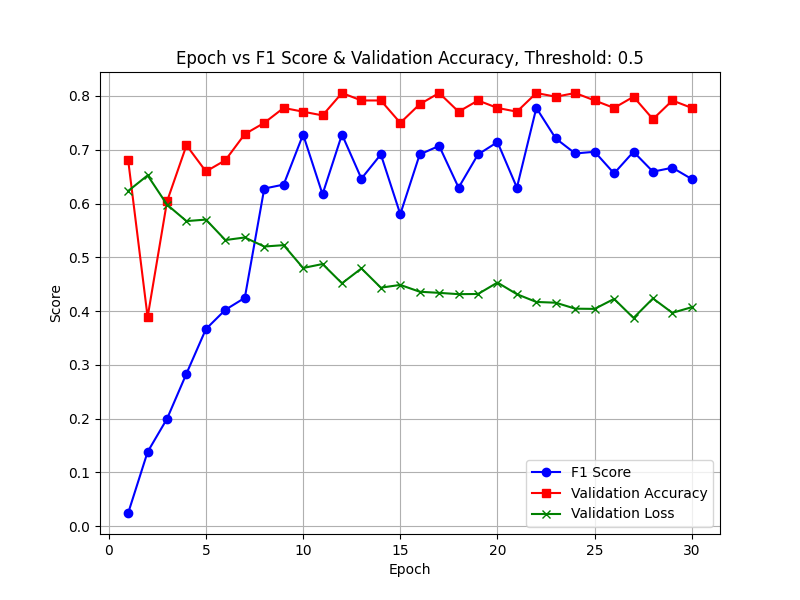 Epoch vs F1 Score & Validation Accuracy, Threshold: 0.5
Score
0.8
0.7
0.6
0.5
0.4
0.3
0.2
0.1
0.0
F1 Score
Validation Accuracy
Validation Loss
0 5 10 15 20 25 30
Epoch